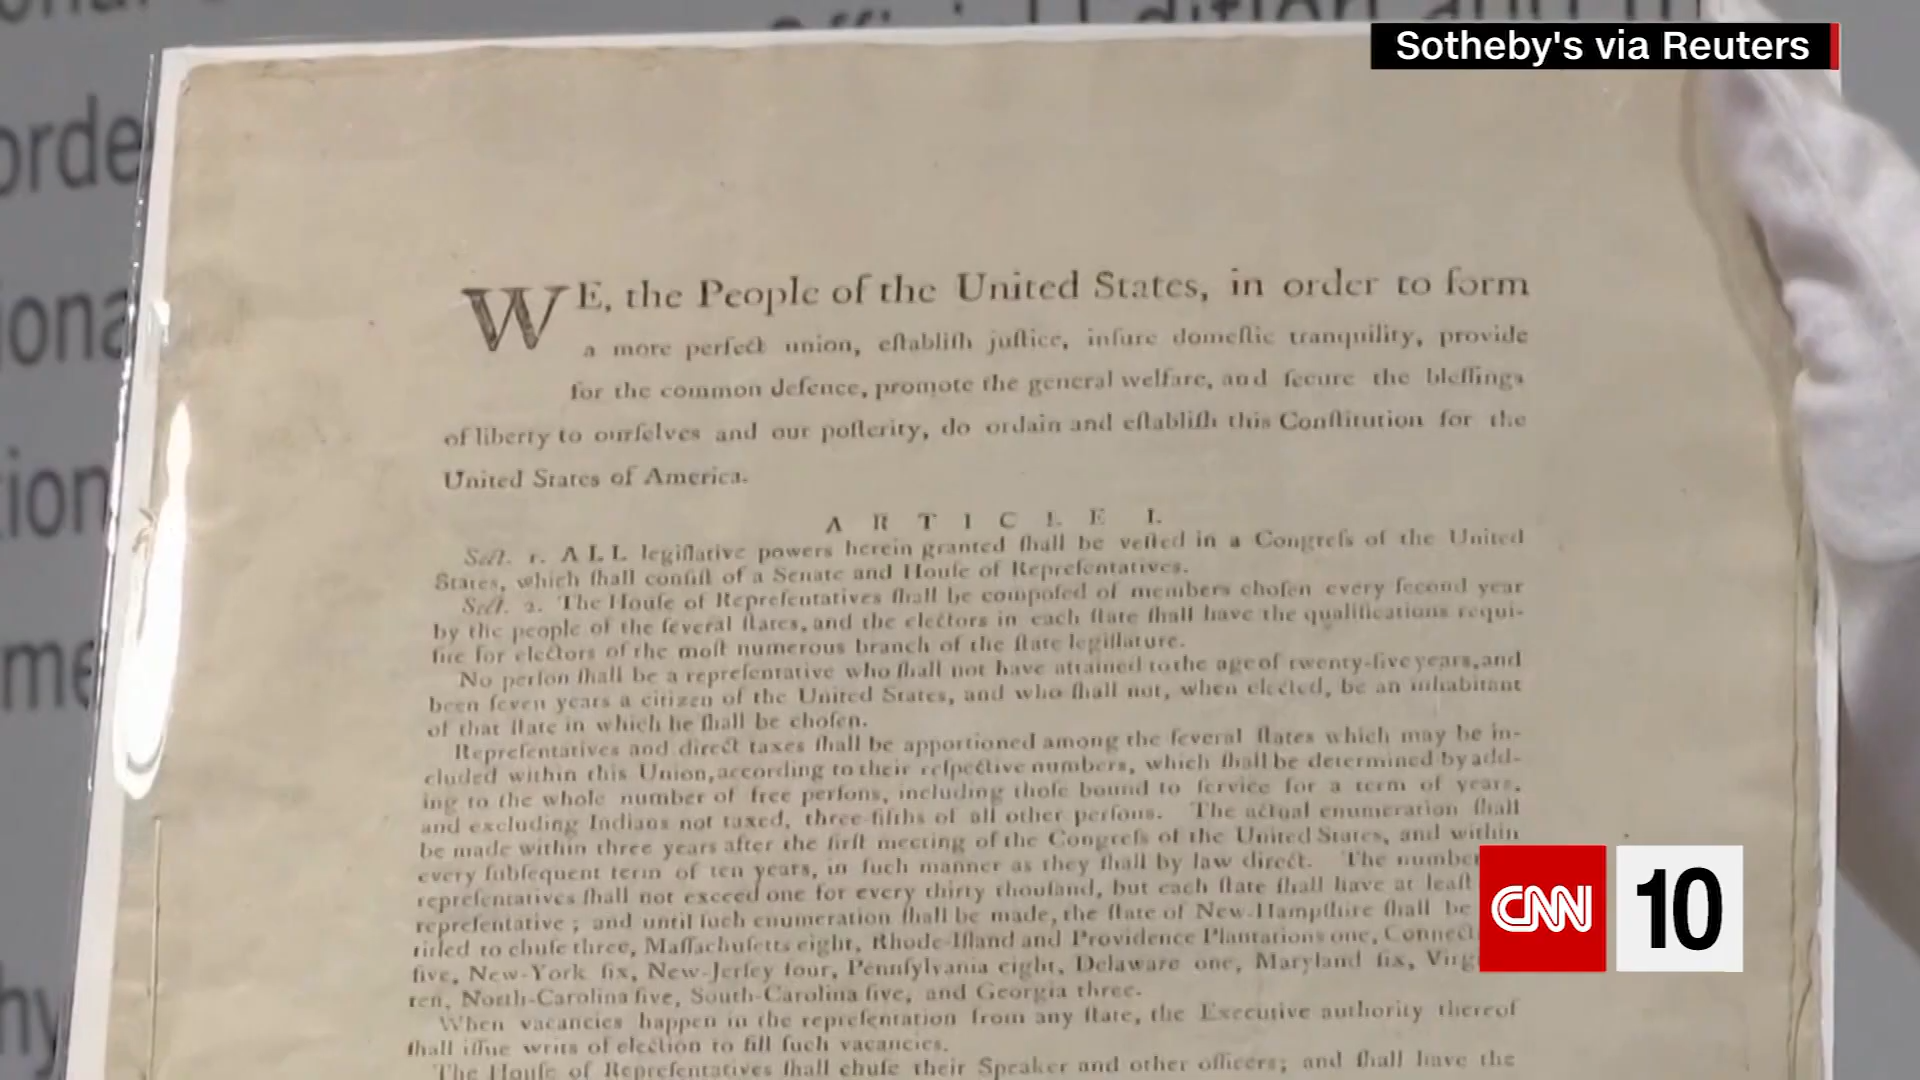 Sotheby's via Reuters
orde
iona
tion
me
hy
WE, the People of the United States, in order to form
a more perfect union, eſtabliſh juſtice, inſure domeſtic tranquility, provide
for the common defence, promote the general welfare, and ſecure the bleſſings
of liberty to ourſelves and our poſterity, do ordain and eſtabliſh this Conſtitution for the
United States of America.
ARTICLE I.
Sect. 1. ALL legiſlative powers herein granted ſhall be veſted in a Congreſs of the United
States, which ſhall conſiſt of a Senate and Houſe of Repreſentatives.
Sect. 2. The Houſe of Repreſentatives ſhall be compoſed of members choſen every ſecond year
by the people of the ſeveral ſtates, and the electors in each ſtate ſhall have the qualifications requi-
ſite for electors of the moſt numerous branch of the ſtate legiſlature.
No perſon ſhall be a repreſentative who ſhall not have attained to the age of twenty-five years, and
been ſeven years a citizen of the United States, and who ſhall not, when elected, be an inhabitant
of that ſtate in which he ſhall be choſen.
Repreſentatives and direct taxes ſhall be apportioned among the ſeveral ſtates which may be in-
cluded within this Union, according to their reſpective numbers, which ſhall be determined by add-
ing to the whole number of free perſons, including thoſe bound to ſervice for a term of years,
and excluding Indians not taxed, three-fifths of all other perſons. The actual enumeration ſhall
be made within three years after the firſt meeting of the Congreſs of the United States, and within
every ſubſequent term of ten years, in ſuch manner as they ſhall by law direct. The number
repreſentatives ſhall not exceed one for every thirty thouſand, but each ſtate ſhall have at leaſt
repreſentative; and until ſuch enumeration ſhall be made, the ſtate of New-Hampſhire ſhall be
titled to chuſe three, Maſſachuſetts eight, Rhode-Iſland and Providence Plantations one, Connect
five, New-York ſix, New-Jerſey four, Pennſylvania eight, Delaware one, Maryland ſix, Virg
ten, North-Carolina five, South-Carolina five, and Georgia three.
When vacancies happen in the repreſentation from any ſtate, the Executive authority thereof
ſhall iſſue writs of election to fill ſuch vacancies.
The Houſe of Repreſentatives ſhall chuſe their Speaker and other officers; and ſhall have the
CNN 10